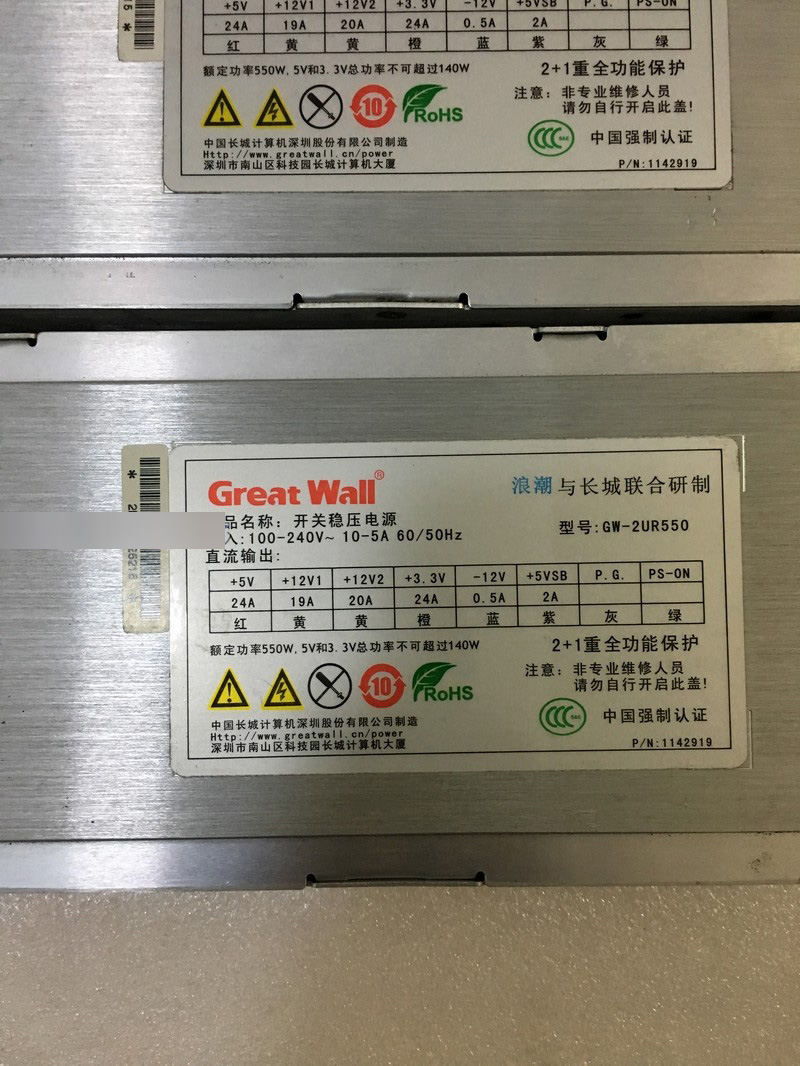 +5V +12V1 +12V2 +3.3V -12V +5VSB P.G. PS-ON
24A 19A 20A 24A 0.5A 2A
红 黄 黄 橙 蓝 紫 灰 绿
额定功率550W,5V和3.3V总功率不可超过140W
2+1重全功能保护
注意: 非专业维修人员
请勿自行开启此盖!
10
RoHS
中国强制认证
中国长城计算机深圳股份有限公司制造
Http://www.greatwall.cn/power
深圳市南山区科技园长城计算机大厦
P/N:1142919
Great Wall®
浪潮与长城联合研制
品名称: 开关稳压电源
入:100-240V~ 10-5A 60/50Hz
型号:GW-2UR550
直流输出:
+5V +12V1 +12V2 +3.3V -12V +5VSB P.G. PS-ON
24A 19A 20A 24A 0.5A 2A
红 黄 黄 橙 蓝 紫 灰 绿
额定功率550W,5V和3.3V总功率不可超过140W
2+1重全功能保护
注意: 非专业维修人员
请勿自行开启此盖!
10
RoHS
中国强制认证
中国长城计算机深圳股份有限公司制造
Http://www.greatwall.cn/power
深圳市南山区科技园长城计算机大厦
P/N:1142919